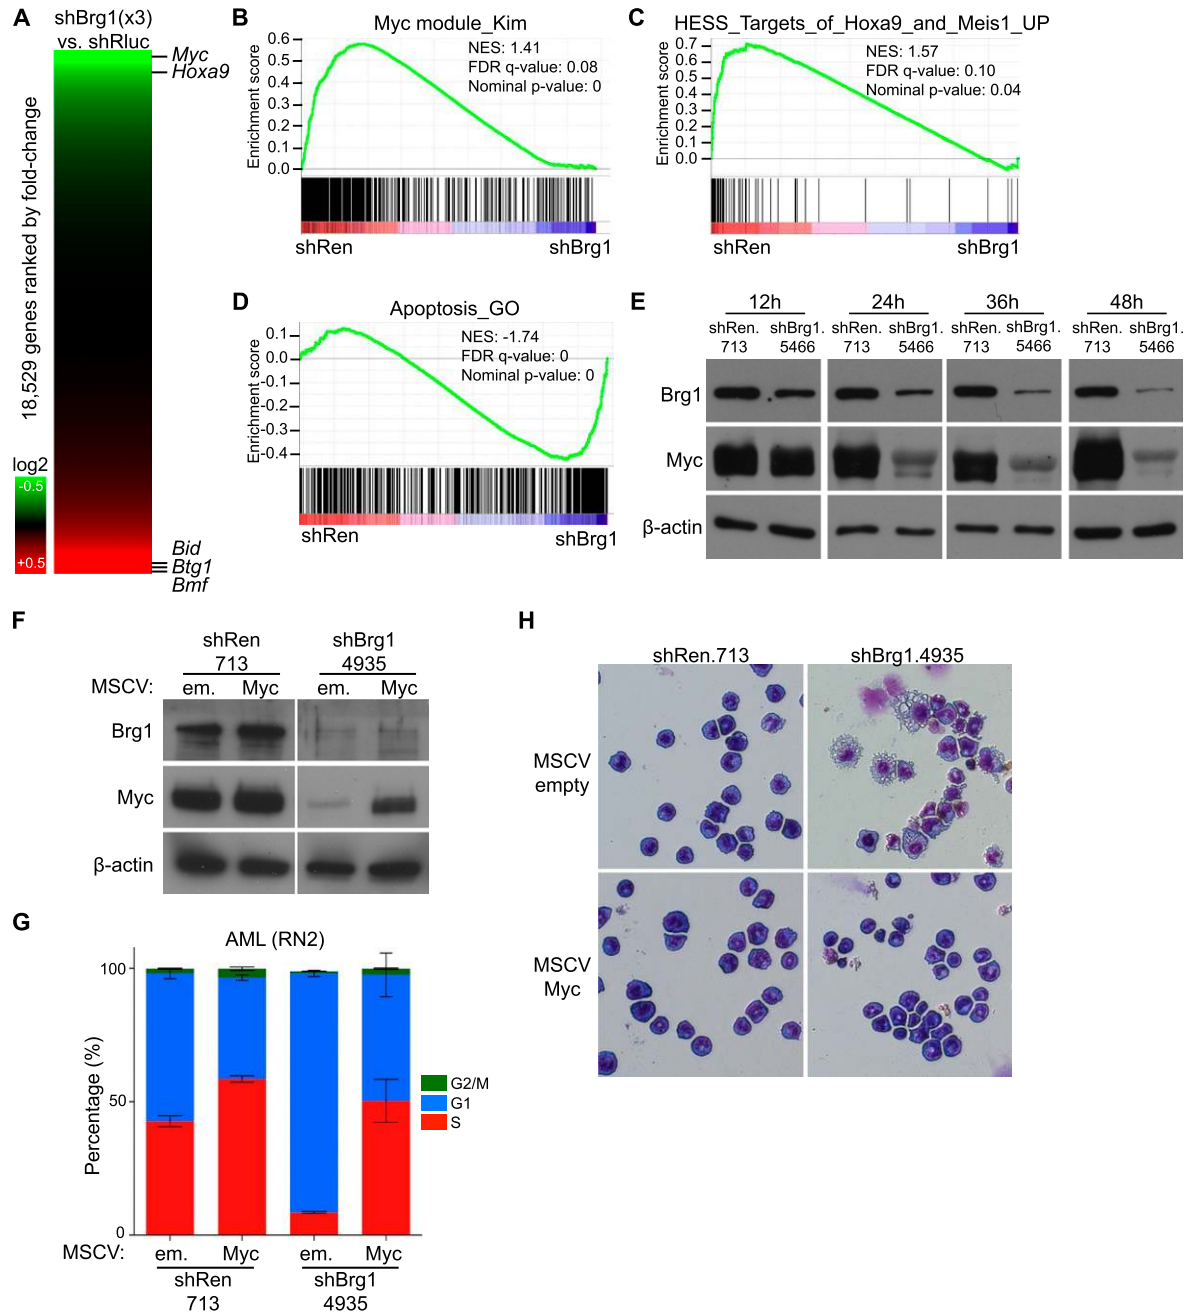 A
shBrg1(x3)
vs. shRluc
Myc
Hoxa9
18,529 genes ranked by fold-change
log2
-0.5
+0.5
Bid
Btg1
Bmf
B
Myc module_Kim
NES: 1.41
FDR q-value: 0.08
Nominal p-value: 0
Enrichment score
0.6
0.4
0.3
0.2
0.1
0.0
shRen
shBrg1
C
HESS_Targets_of_Hoxa9_and_Meis1_UP
NES: 1.57
FDR q-value: 0.10
Nominal p-value: 0.04
Enrichment score
0.7
0.6
0.5
0.4
0.3
0.2
0.1
0.0
shRen
shBrg1
D
Apoptosis_GO
NES: -1.74
FDR q-value: 0
Nominal p-value: 0
Enrichment score
0.1
0.0
-0.1
-0.2
-0.3
-0.4
shRen
shBrg1
E
12h 24h 36h 48h
shRen. shBrg1. shRen. shBrg1. shRen. shBrg1. shRen. shBrg1.
713 5466 713 5466 713 5466 713 5466
Brg1
Myc
β-actin
F
shRen shBrg1
713 4935
MSCV: em. Myc em. Myc
Brg1
Myc
β-actin
G
AML (RN2)
Percentage (%)
100
50
0
G2/M
G1
S
MSCV: em. Myc em. Myc
shRen shBrg1
713 4935
H
shRen.713 shBrg1.4935
MSCV
empty
MSCV
Myc